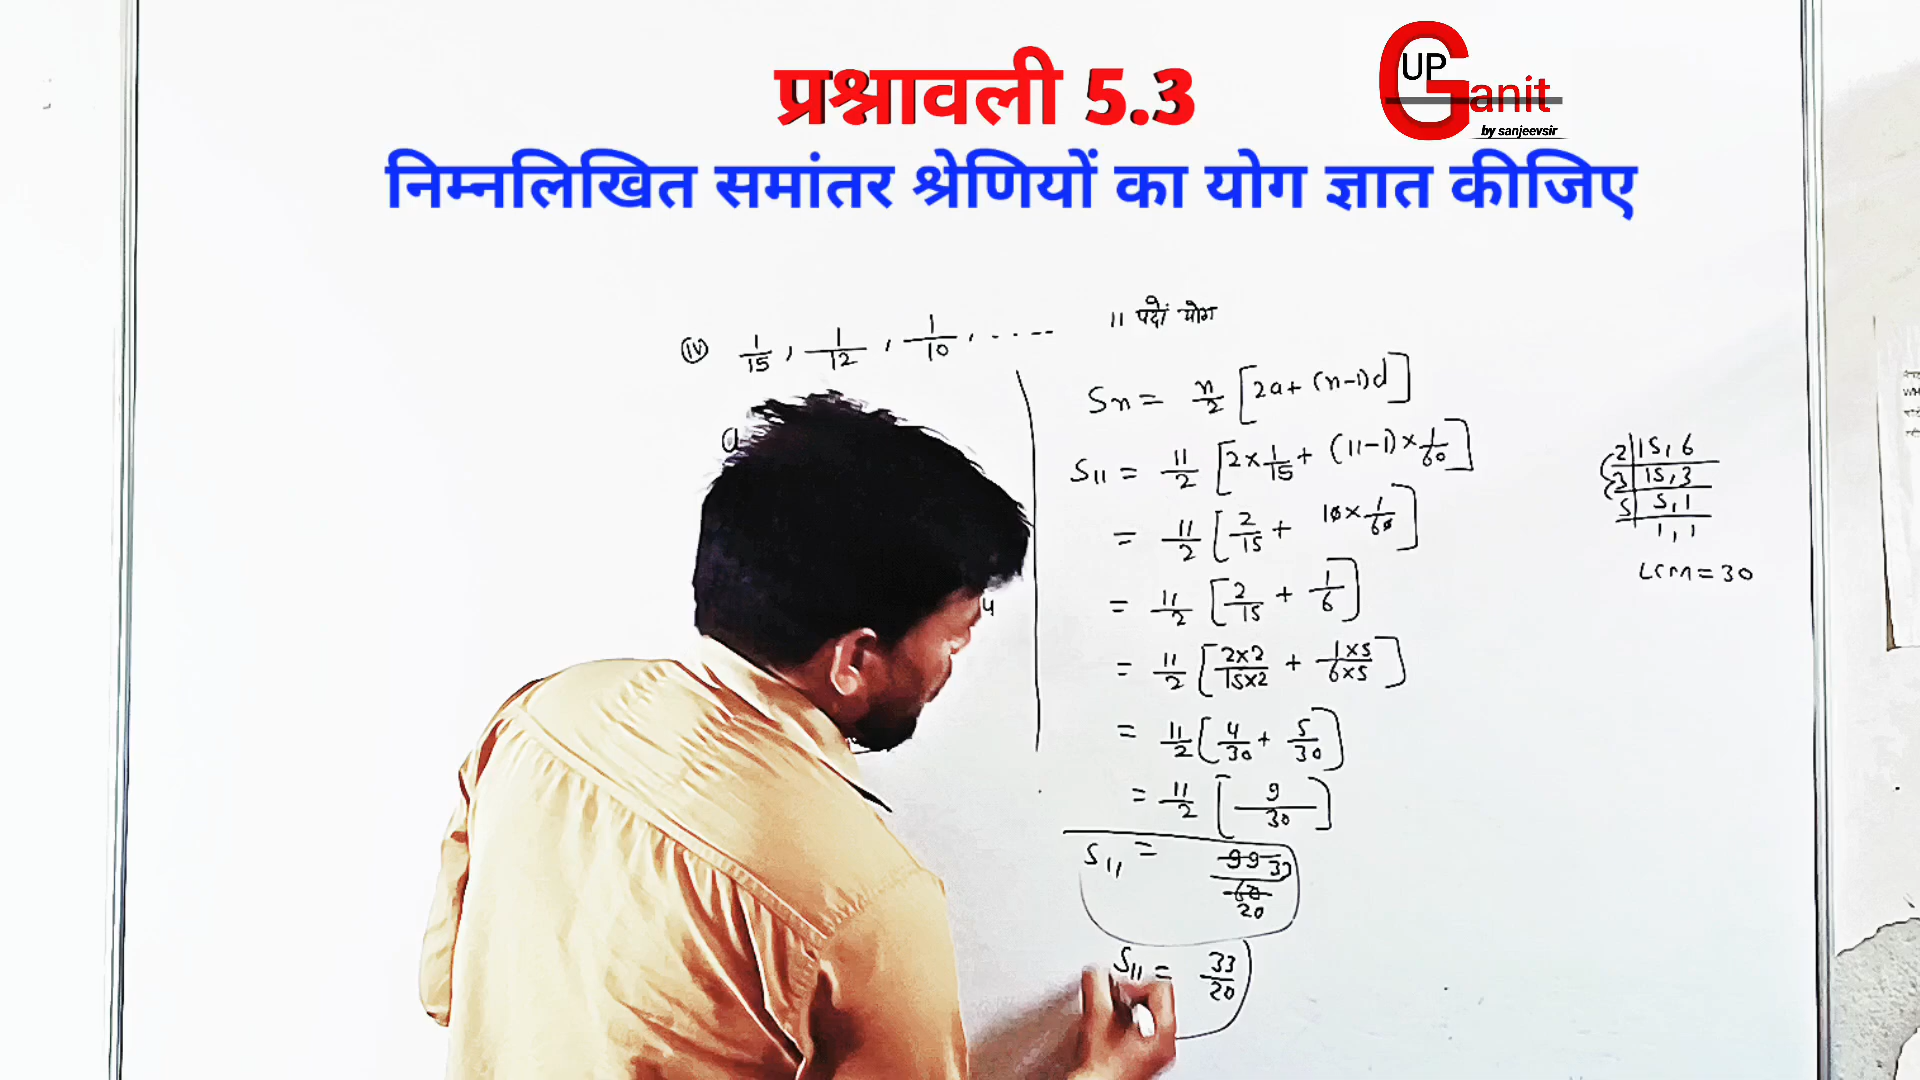 प्रश्नावली 5.3
UP Ganit
by sanjeevsir
निम्नलिखित समांतर श्रेणियों का योग ज्ञात कीजिए
(iv) 1/15, 1/12, 1/10, ..... 11 पदों योग
Sn = n/2 [2a + (n-1)d]
S11 = 11/2 [2×1/15 + (11-1)×1/60]
= 11/2 [2/15 + 10×1/60]
= 11/2 [2/15 + 1/6]
= 11/2 [2×2/15×2 + 1×5/6×5]
= 11/2 [4/30 + 5/30]
= 11/2 [9/30]
S11 = 99 33/60 20
S11 = 33/20
2 | 15, 6
3 | 15, 3
5 | 5, 1
1, 1
LCM = 30